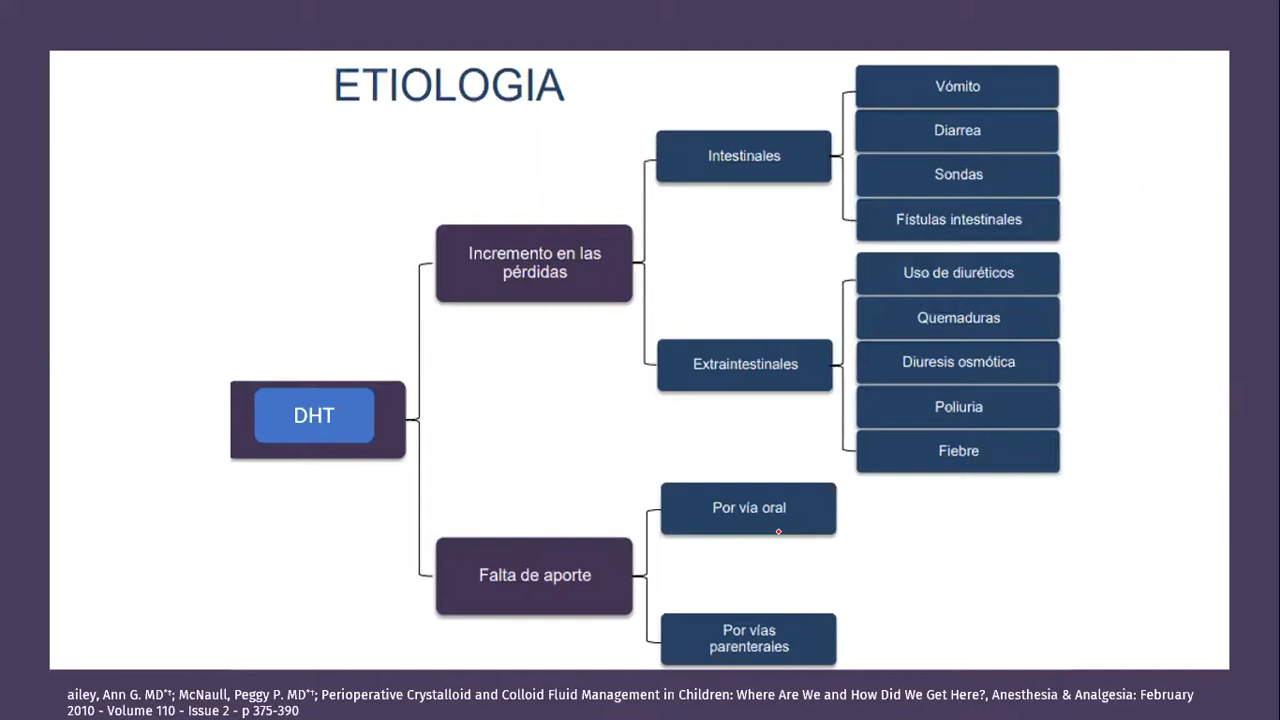 ETIOLOGIA
DHT
Incremento en las
pérdidas
Intestinales
Vómito
Diarrea
Sondas
Fístulas intestinales
Extraintestinales
Uso de diuréticos
Quemaduras
Diuresis osmótica
Poliuria
Fiebre
Falta de aporte
Por vía oral
Por vías
parenterales
ailey, Ann G. MD*†; McNaull, Peggy P. MD*†; Perioperative Crystalloid and Colloid Fluid Management in Children: Where Are We and How Did We Get Here?, Anesthesia & Analgesia: February
2010 - Volume 110 - Issue 2 - p 375-390